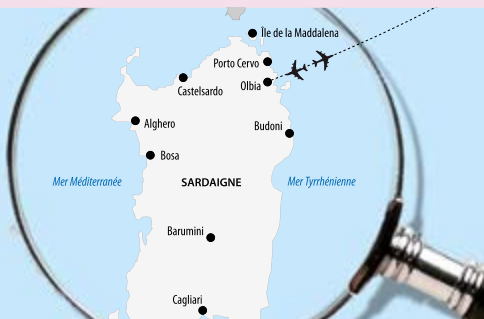 Île de la Maddalena
Porto Cervo
Olbia
Castelsardo
Alghero
Budoni
Bosa
Mer Méditerranée
SARDAIGNE
Mer Tyrrhénienne
Barumini
Cagliari